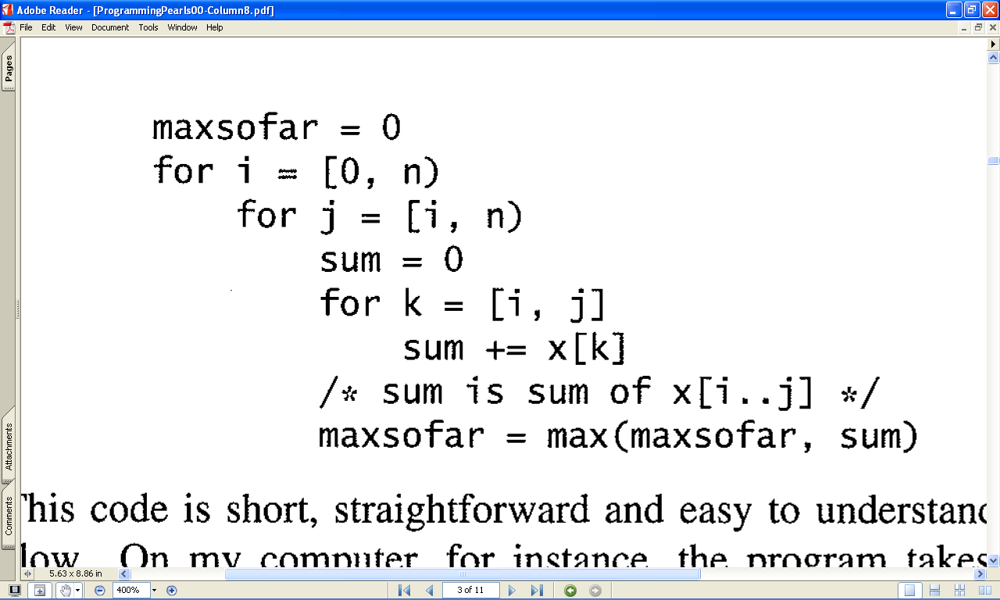 Adobe Reader - [ProgrammingPearls00-Column8.pdf]
File Edit View Document Tools Window Help
Pages
maxsofar = 0
for i = [0, n)
for j = [i, n)
sum = 0
for k = [i, j]
sum += x[k]
/* sum is sum of x[i..j] */
maxsofar = max(maxsofar, sum)
Attachments
Comments
This code is short, straightforward and easy to understand
low. On my computer, for instance, the program takes
5.63 x 8.86 in
400%
3 of 11